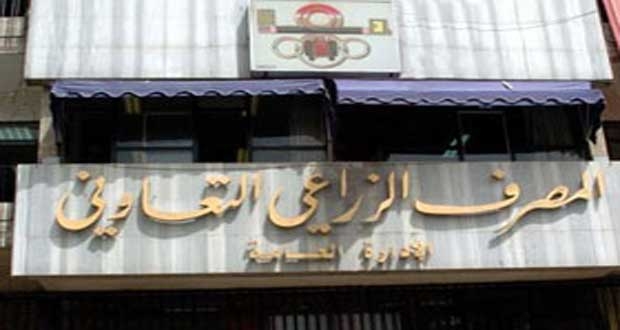 المصرف الزراعي التعاوني
الإدارة العامة